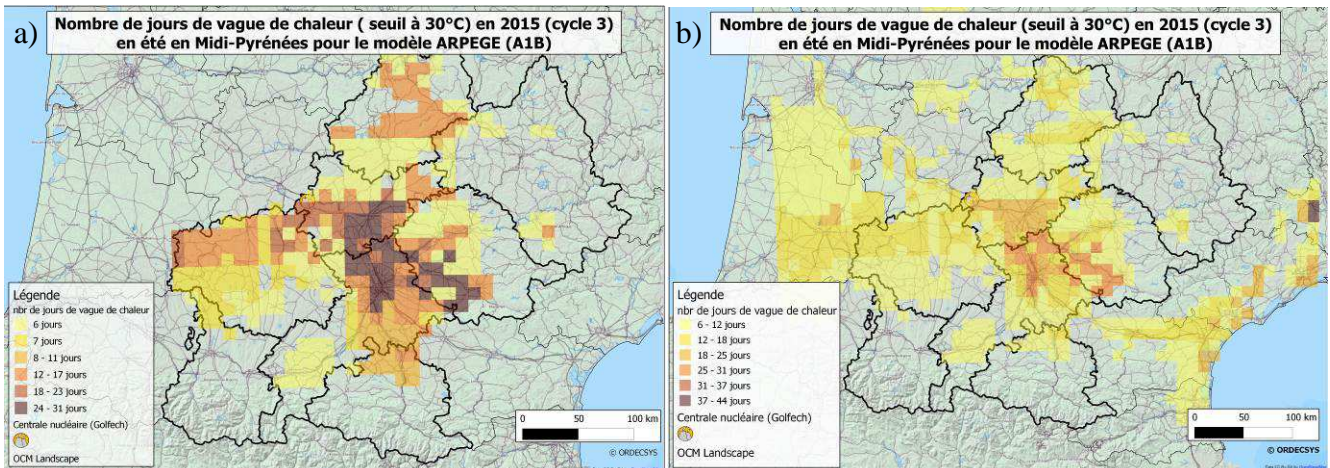 a)
Nombre de jours de vague de chaleur ( seuil à 30°C) en 2015 (cycle 3)
en été en Midi-Pyrénées pour le modèle ARPEGE (A1B)
Légende
nbr de jours de vague de chaleur
6 jours
7 jours
8 - 11 jours
12 - 17 jours
18 - 23 jours
24 - 31 jours
Centrale nucléaire (Golfech)
OCM Landscape
0 50 100 km
© ORDECSYS
b)
Nombre de jours de vague de chaleur (seuil à 30°C) en 2015 (cycle 3)
en été en Midi-Pyrénées pour le modèle ARPEGE (A1B)
Légende
nbr de jours de vague de chaleur
6 - 12 jours
12 - 18 jours
18 - 25 jours
25 - 31 jours
31 - 37 jours
37 - 44 jours
Centrale nucléaire (Golfech)
OCM Landscape
0 50 100 km
© ORDECSYS